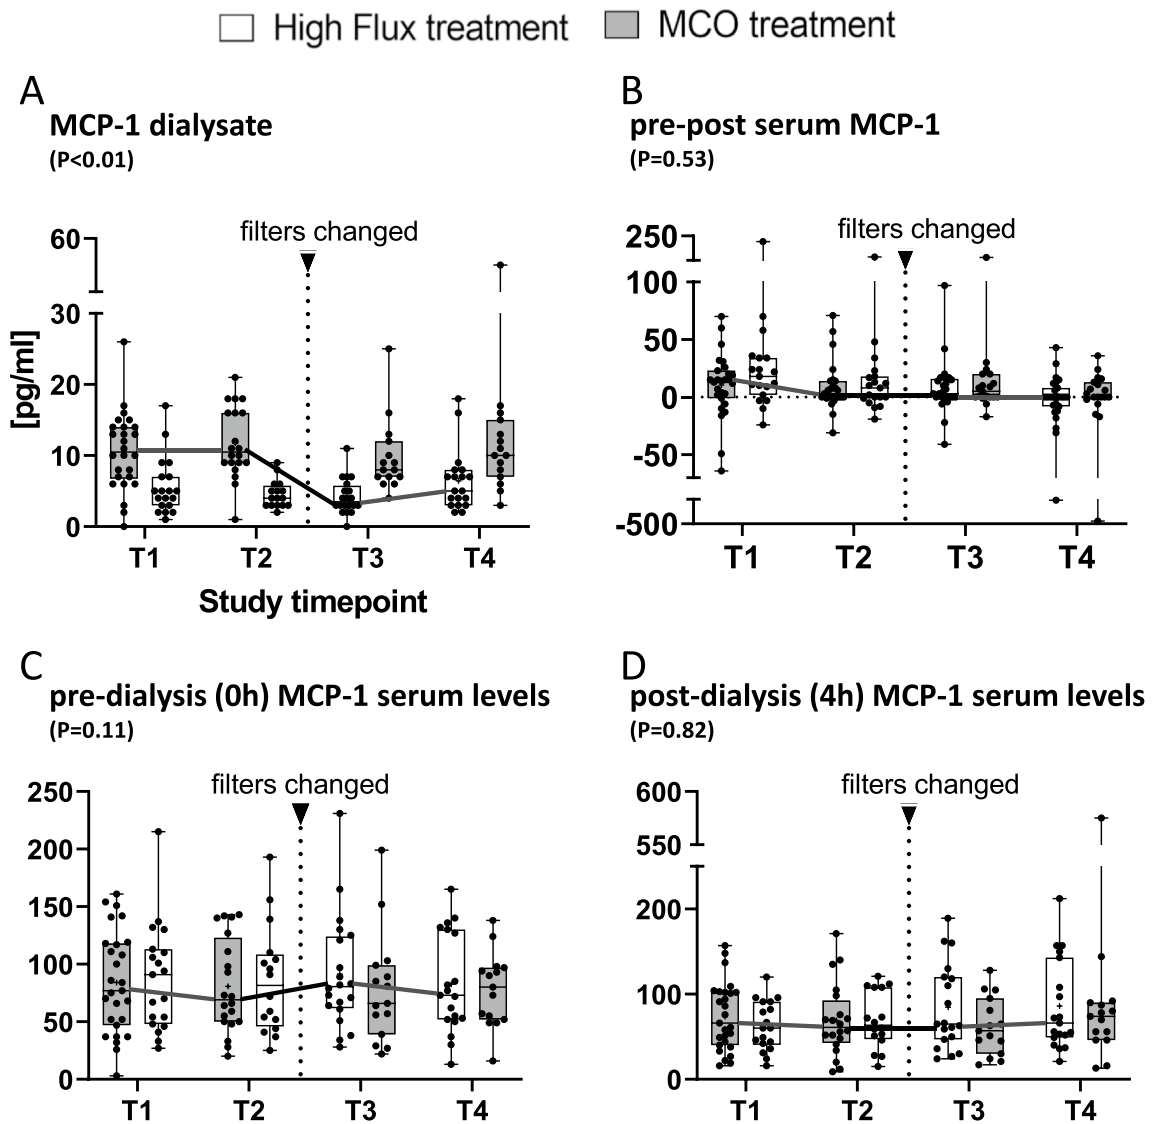 High Flux treatment MCO treatment
A
MCP-1 dialysate
(P<0.01)
filters changed
60
30
20
10
0
[pg/ml]
T1 T2 T3 T4
Study timepoint
B
pre-post serum MCP-1
(P=0.53)
filters changed
250
100
50
0
-50
-500
T1 T2 T3 T4
C
pre-dialysis (0h) MCP-1 serum levels
(P=0.11)
filters changed
250
200
150
100
50
0
T1 T2 T3 T4
D
post-dialysis (4h) MCP-1 serum levels
(P=0.82)
filters changed
600
550
200
100
0
T1 T2 T3 T4